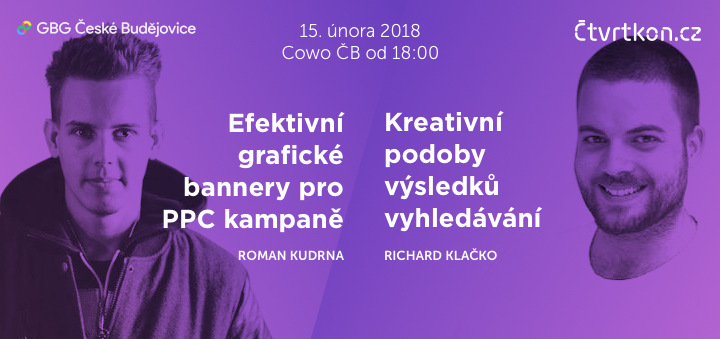 GBG České Budějovice
15. února 2018
Cowo ČB od 18:00
Čtvrtkon.cz
Efektivní
grafické
bannery pro
PPC kampaně
ROMAN KUDRNA
Kreativní
podoby
výsledků
vyhledávání
RICHARD KLAČKO